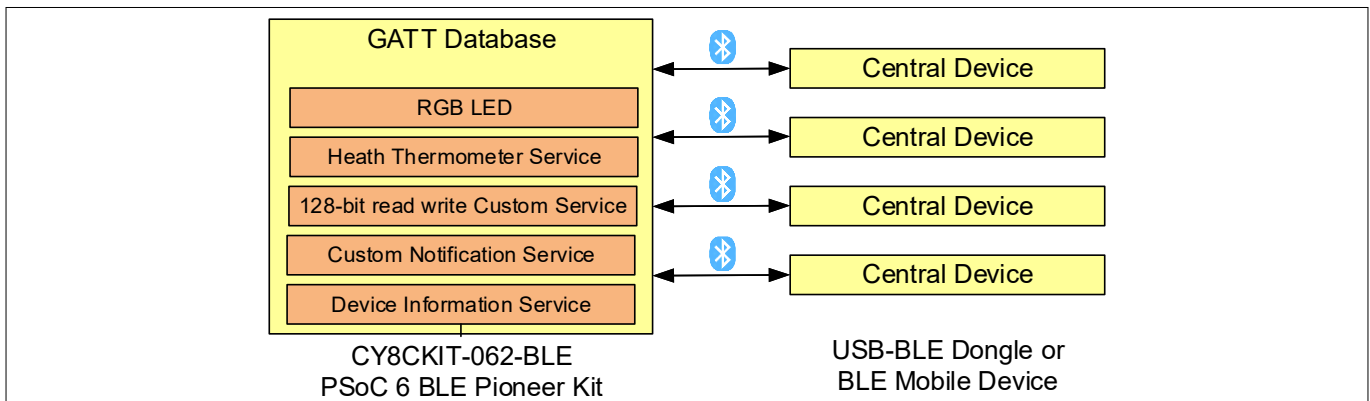 GATT Database
RGB LED
Heath Thermometer Service
128-bit read write Custom Service
Custom Notification Service
Device Information Service
CY8CKIT-062-BLE
PSoC 6 BLE Pioneer Kit
Central Device
Central Device
Central Device
Central Device
USB-BLE Dongle or
BLE Mobile Device